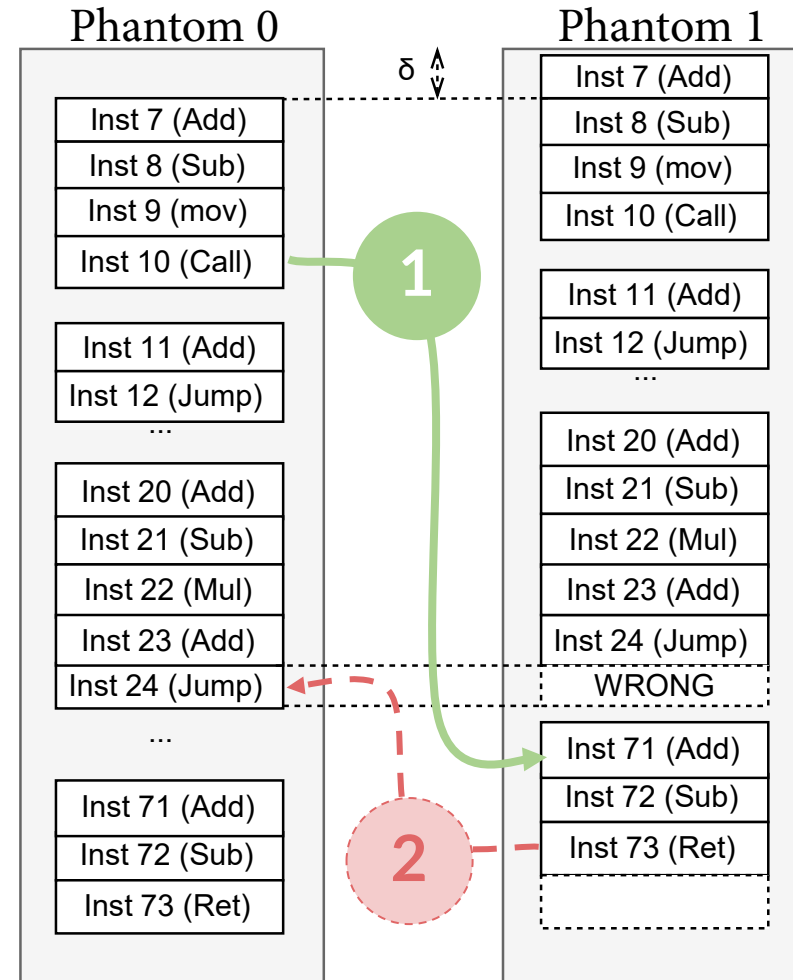 Phantom 0
Inst 7 (Add)
Inst 8 (Sub)
Inst 9 (mov)
Inst 10 (Call)
Inst 11 (Add)
Inst 12 (Jump)
...
Inst 20 (Add)
Inst 21 (Sub)
Inst 22 (Mul)
Inst 23 (Add)
Inst 24 (Jump)
...
Inst 71 (Add)
Inst 72 (Sub)
Inst 73 (Ret)
δ
1
2
Phantom 1
Inst 7 (Add)
Inst 8 (Sub)
Inst 9 (mov)
Inst 10 (Call)
Inst 11 (Add)
Inst 12 (Jump)
...
Inst 20 (Add)
Inst 21 (Sub)
Inst 22 (Mul)
Inst 23 (Add)
Inst 24 (Jump)
WRONG
Inst 71 (Add)
Inst 72 (Sub)
Inst 73 (Ret)